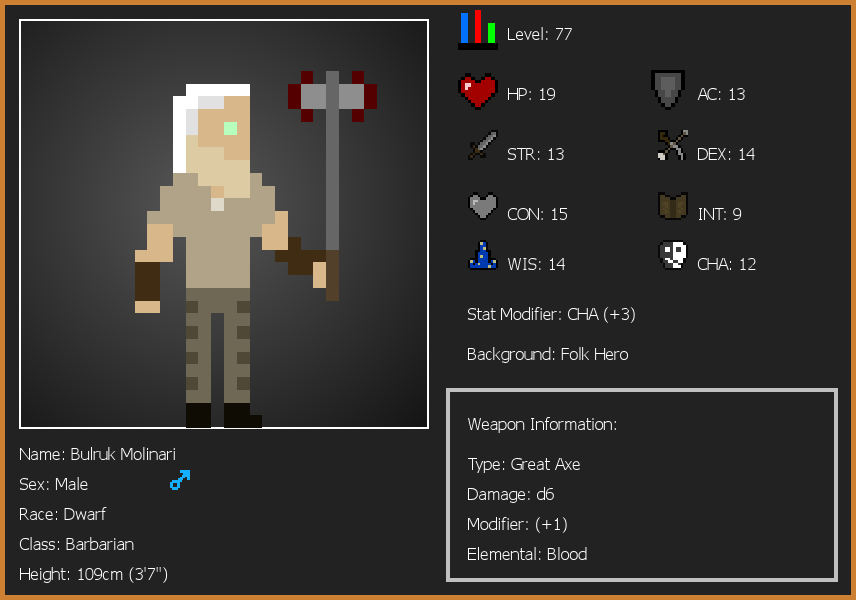 Level: 77
HP: 19
AC: 13
STR: 13
DEX: 14
CON: 15
INT: 9
WIS: 14
CHA: 12
Stat Modifier: CHA (+3)
Background: Folk Hero
Weapon Information:
Type: Great Axe
Damage: d6
Modifier: (+1)
Elemental: Blood
Name: Bulruk Molinari
Sex: Male
Race: Dwarf
Class: Barbarian
Height: 109cm (3'7")